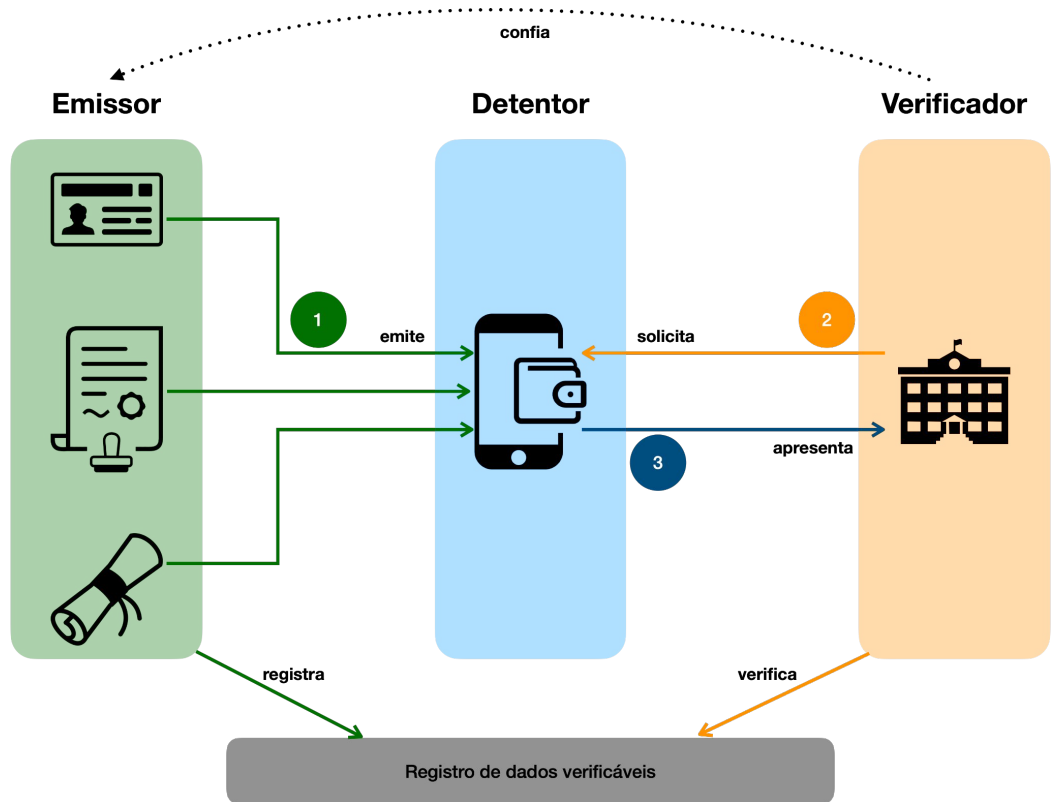 confia
Emissor
Detentor
Verificador
1
emite
solicita
2
3
apresenta
registra
verifica
Registro de dados verificáveis